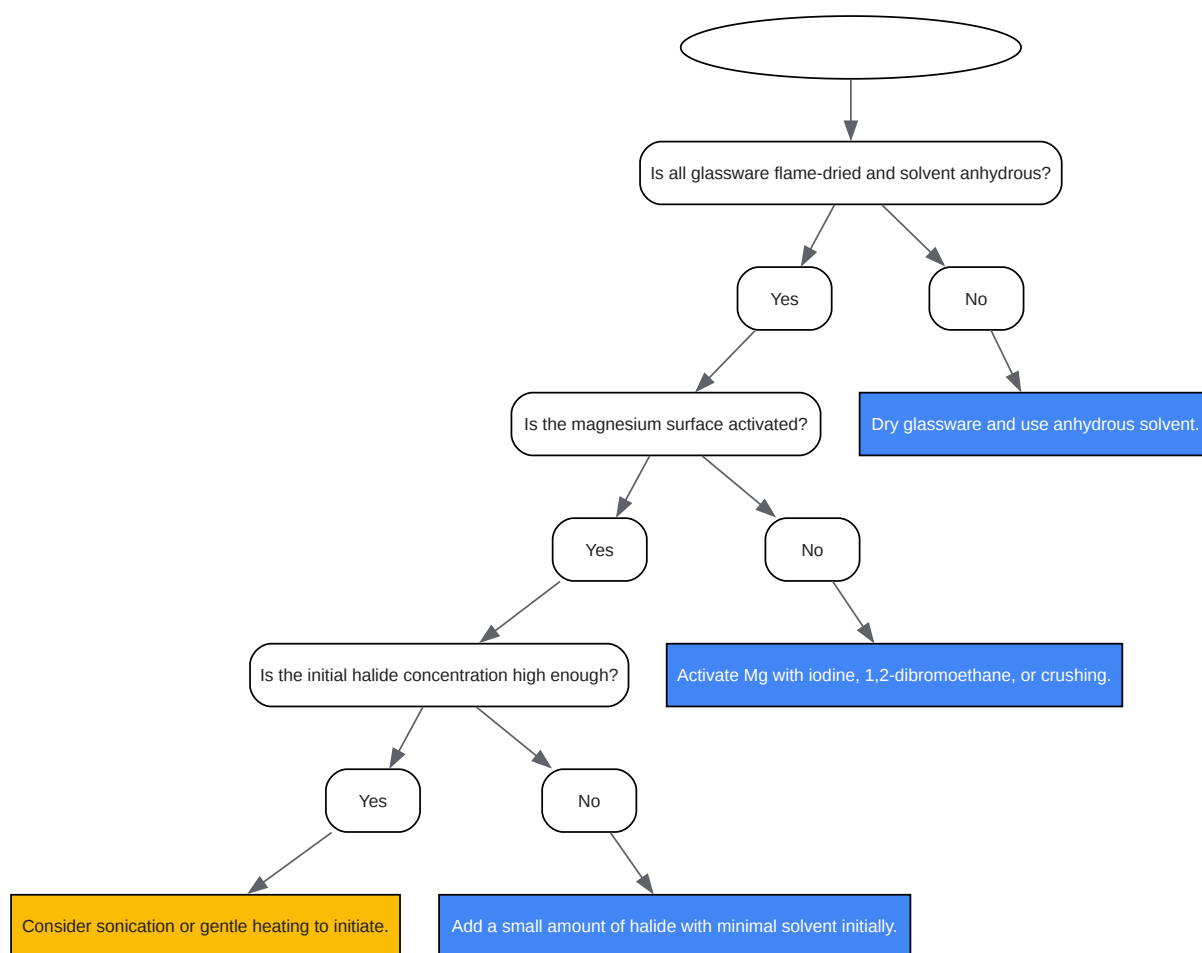 Is all glassware flame-dried and solvent anhydrous?
Yes
No
Is the magnesium surface activated?
Dry glassware and use anhydrous solvent.
Yes
No
Is the initial halide concentration high enough?
Activate Mg with iodine, 1,2-dibromoethane, or crushing.
Yes
No
Consider sonication or gentle heating to initiate.
Add a small amount of halide with minimal solvent initially.